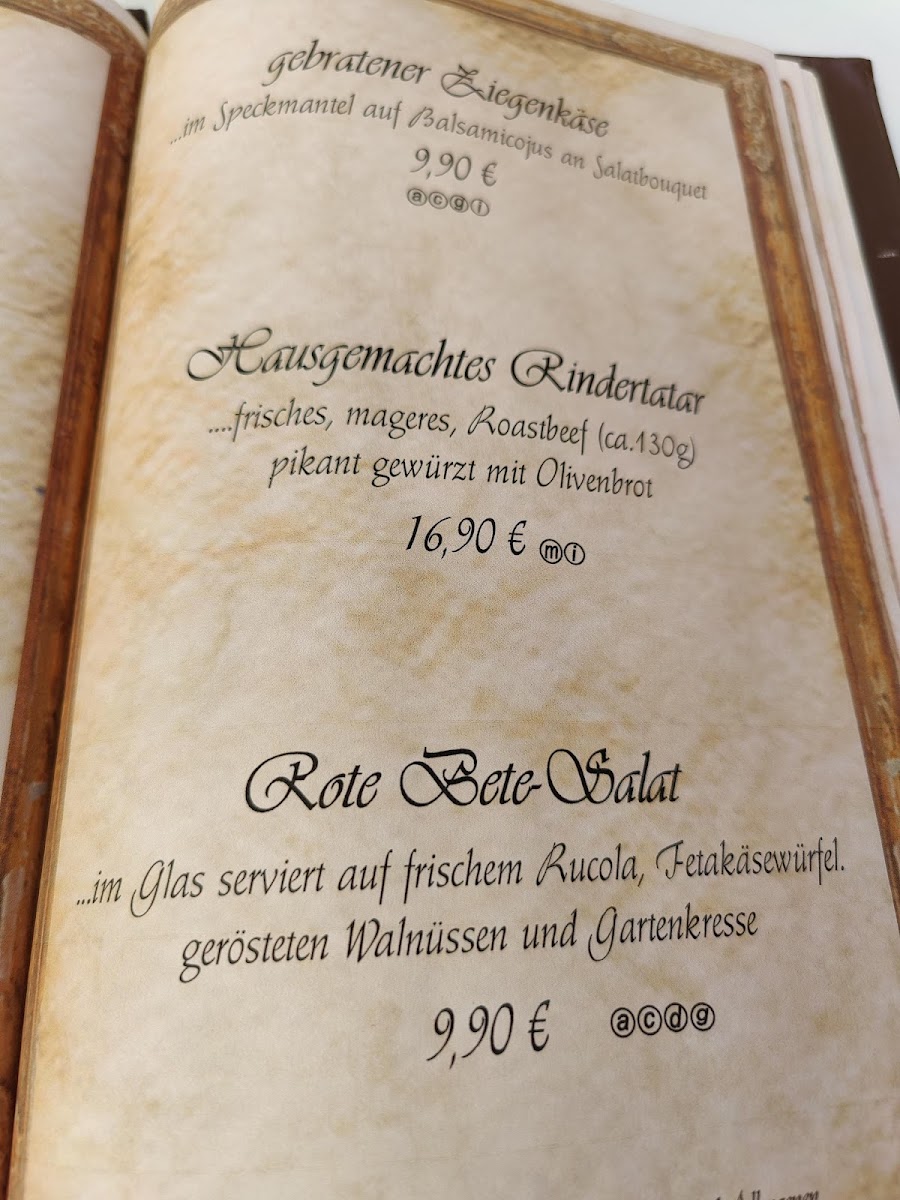 gebratener Ziegenkäse
...im Speckmantel auf Balsamicojus an Salatbouquet
9,90 €
ⓐⓒⓖⓘ
Hausgemachtes Rindertatar
....frisches, mageres, Roastbeef (ca.130g)
pikant gewürzt mit Olivenbrot
16,90 € ⓜⓘ
Rote Bete-Salat
...im Glas serviert auf frischem Rucola, Fetakäsewürfel.
gerösteten Walnüssen und Gartenkresse
9,90 € ⓐⓒⓓⓖ